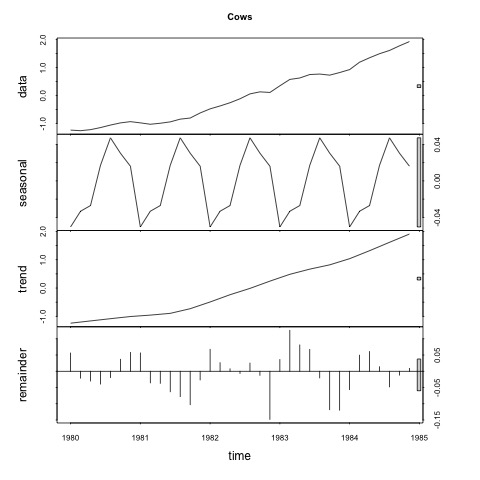 Cows
data
-1.0 0.0 1.0 2.0
seasonal
-0.04 0.00 0.04
trend
-1.0 0.0 1.0 2.0
remainder
-0.15 -0.05 0.05
1980 1981 1982 1983 1984 1985
time